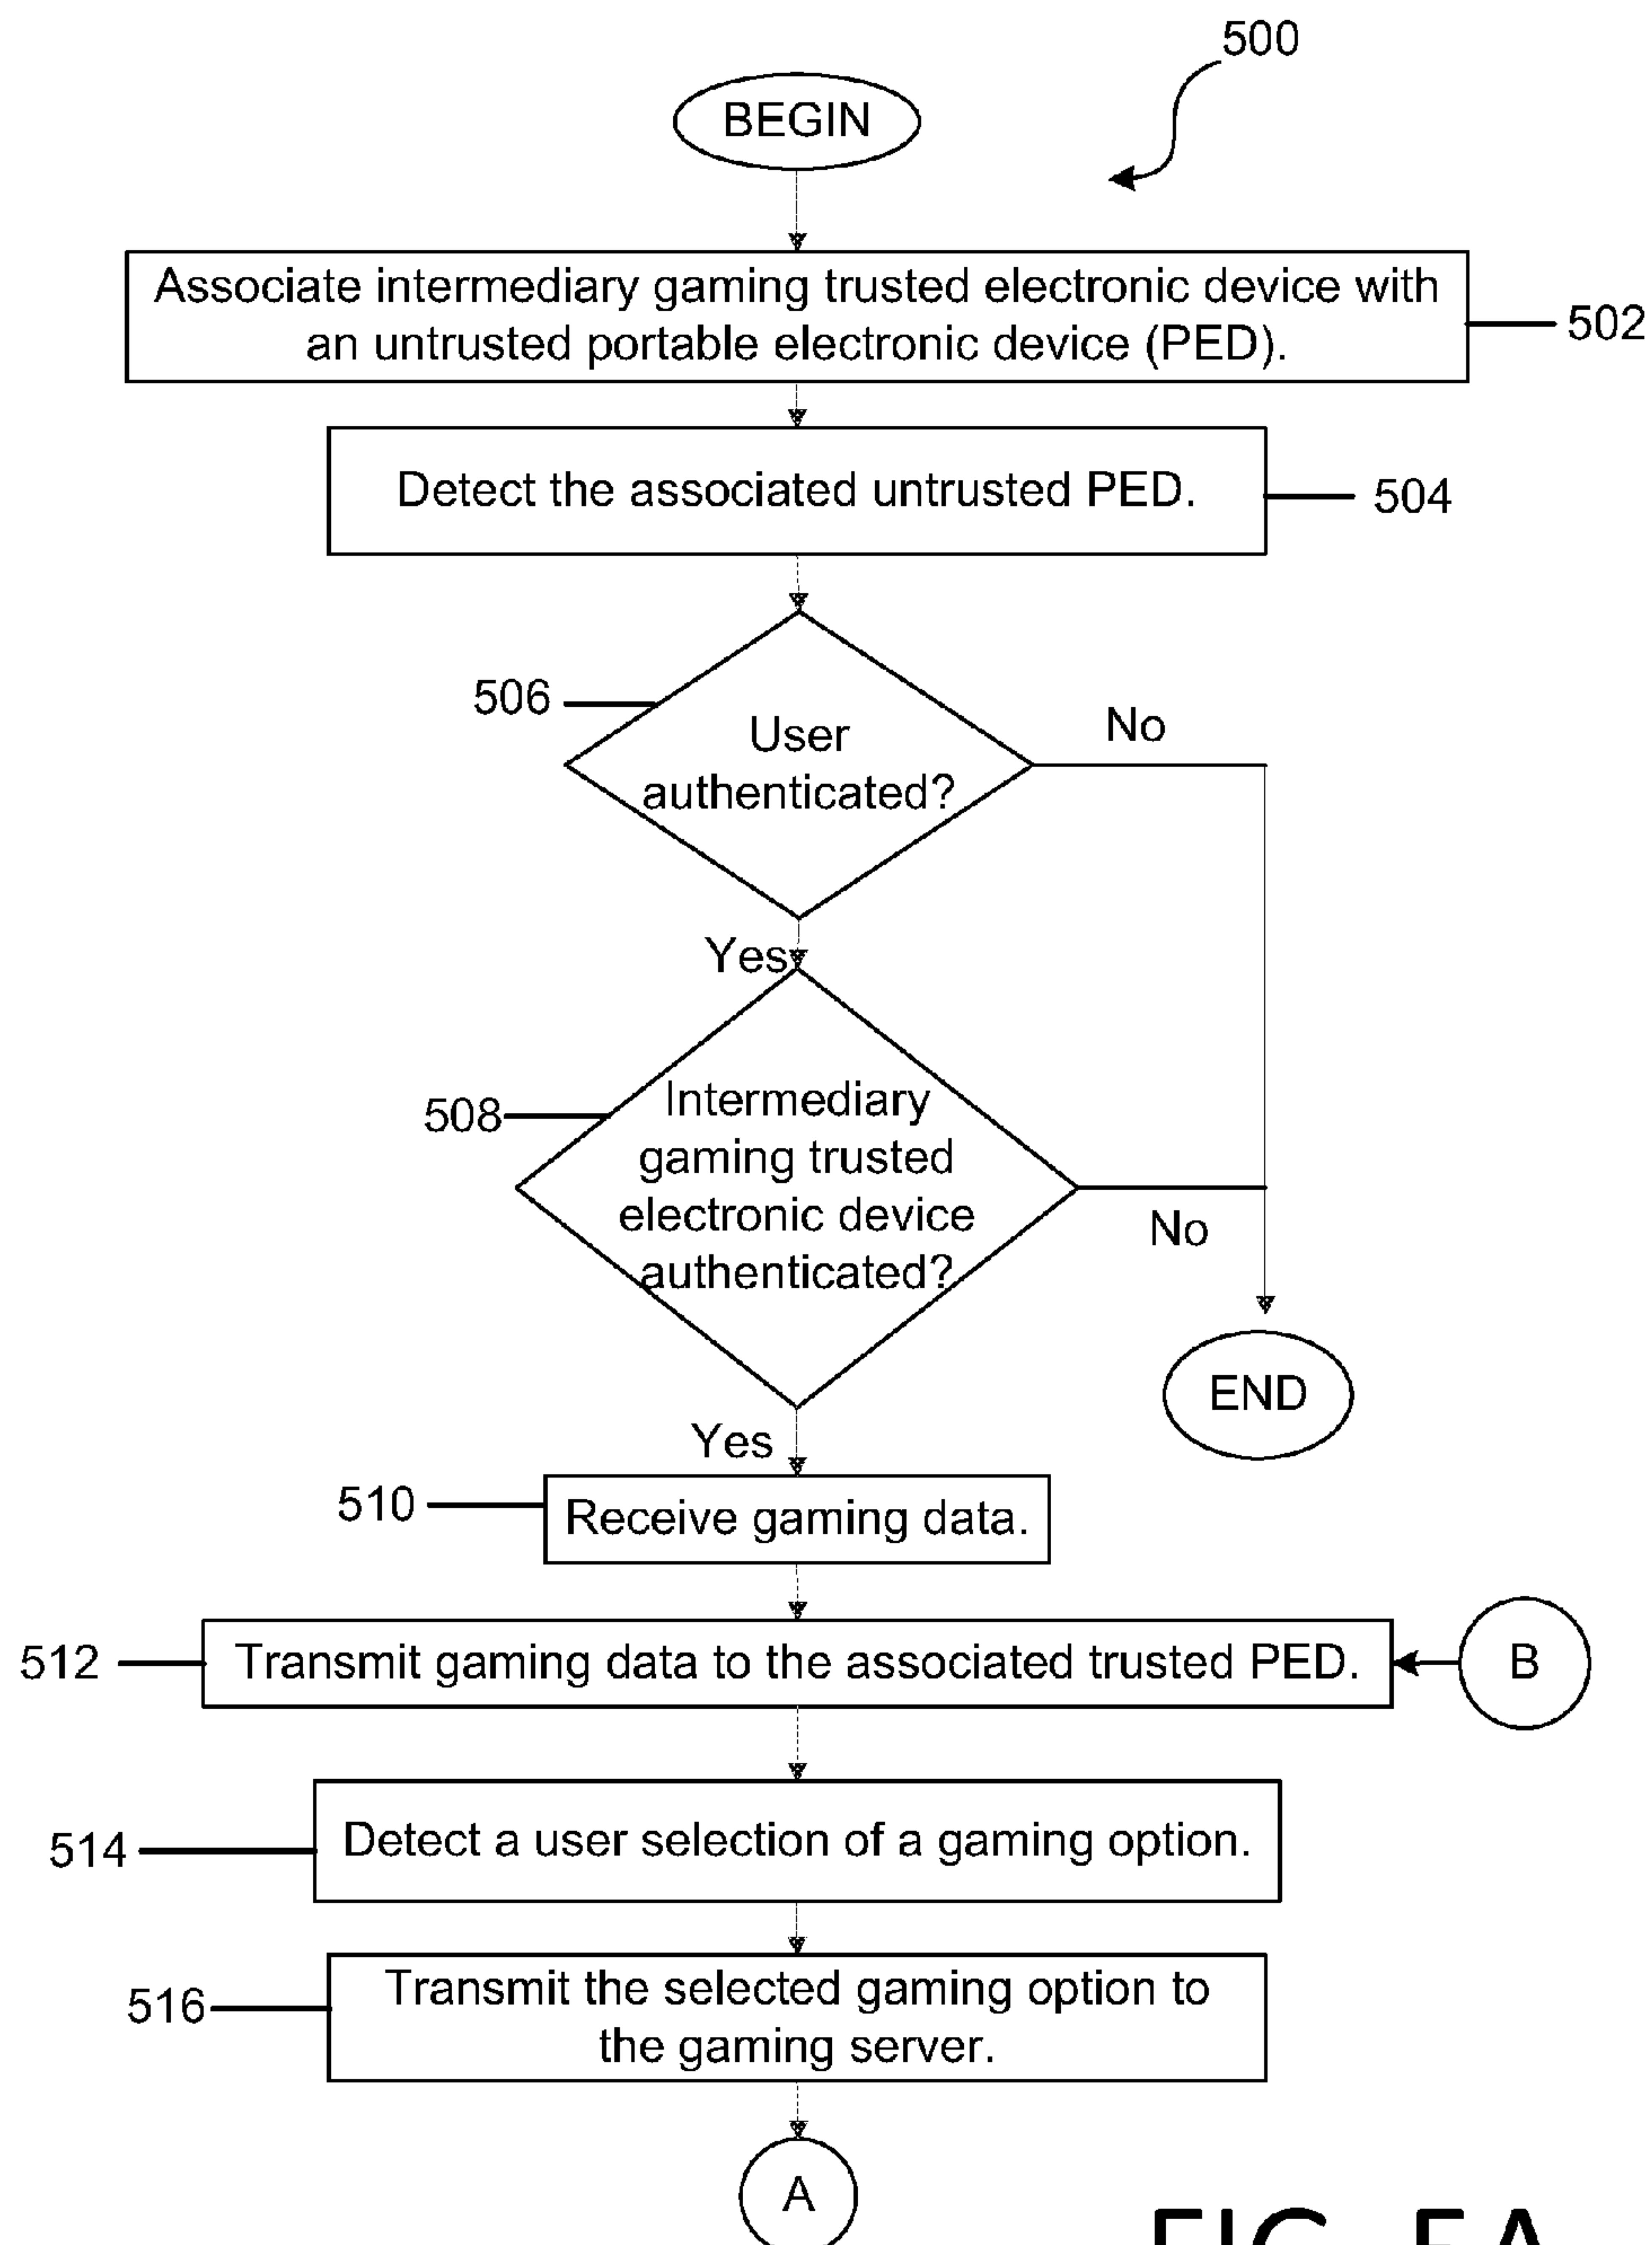 500
BEGIN
Associate intermediary gaming trusted electronic device with
an untrusted portable electronic device (PED).
502
Detect the associated untrusted PED.
504
506
User
authenticated?
No
Yes
508
Intermediary
gaming trusted
electronic device
authenticated?
No
END
Yes
510
Receive gaming data.
512
Transmit gaming data to the associated trusted PED.
B
514
Detect a user selection of a gaming option.
516
Transmit the selected gaming option to
the gaming server.
A
FIG. 5A